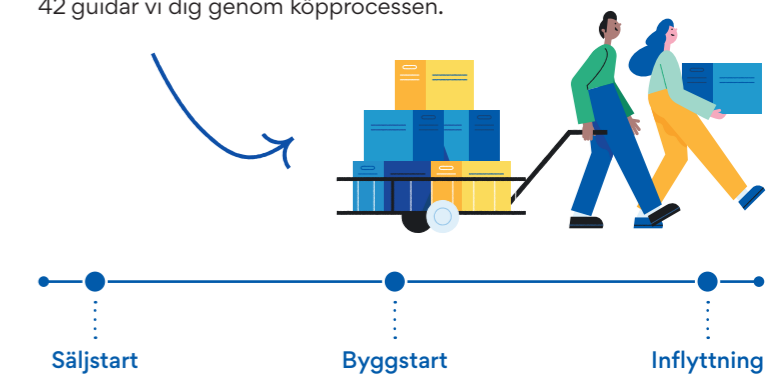 42 guidar vi dig genom köpprocessen.
Säljstart Byggstart Inflyttning